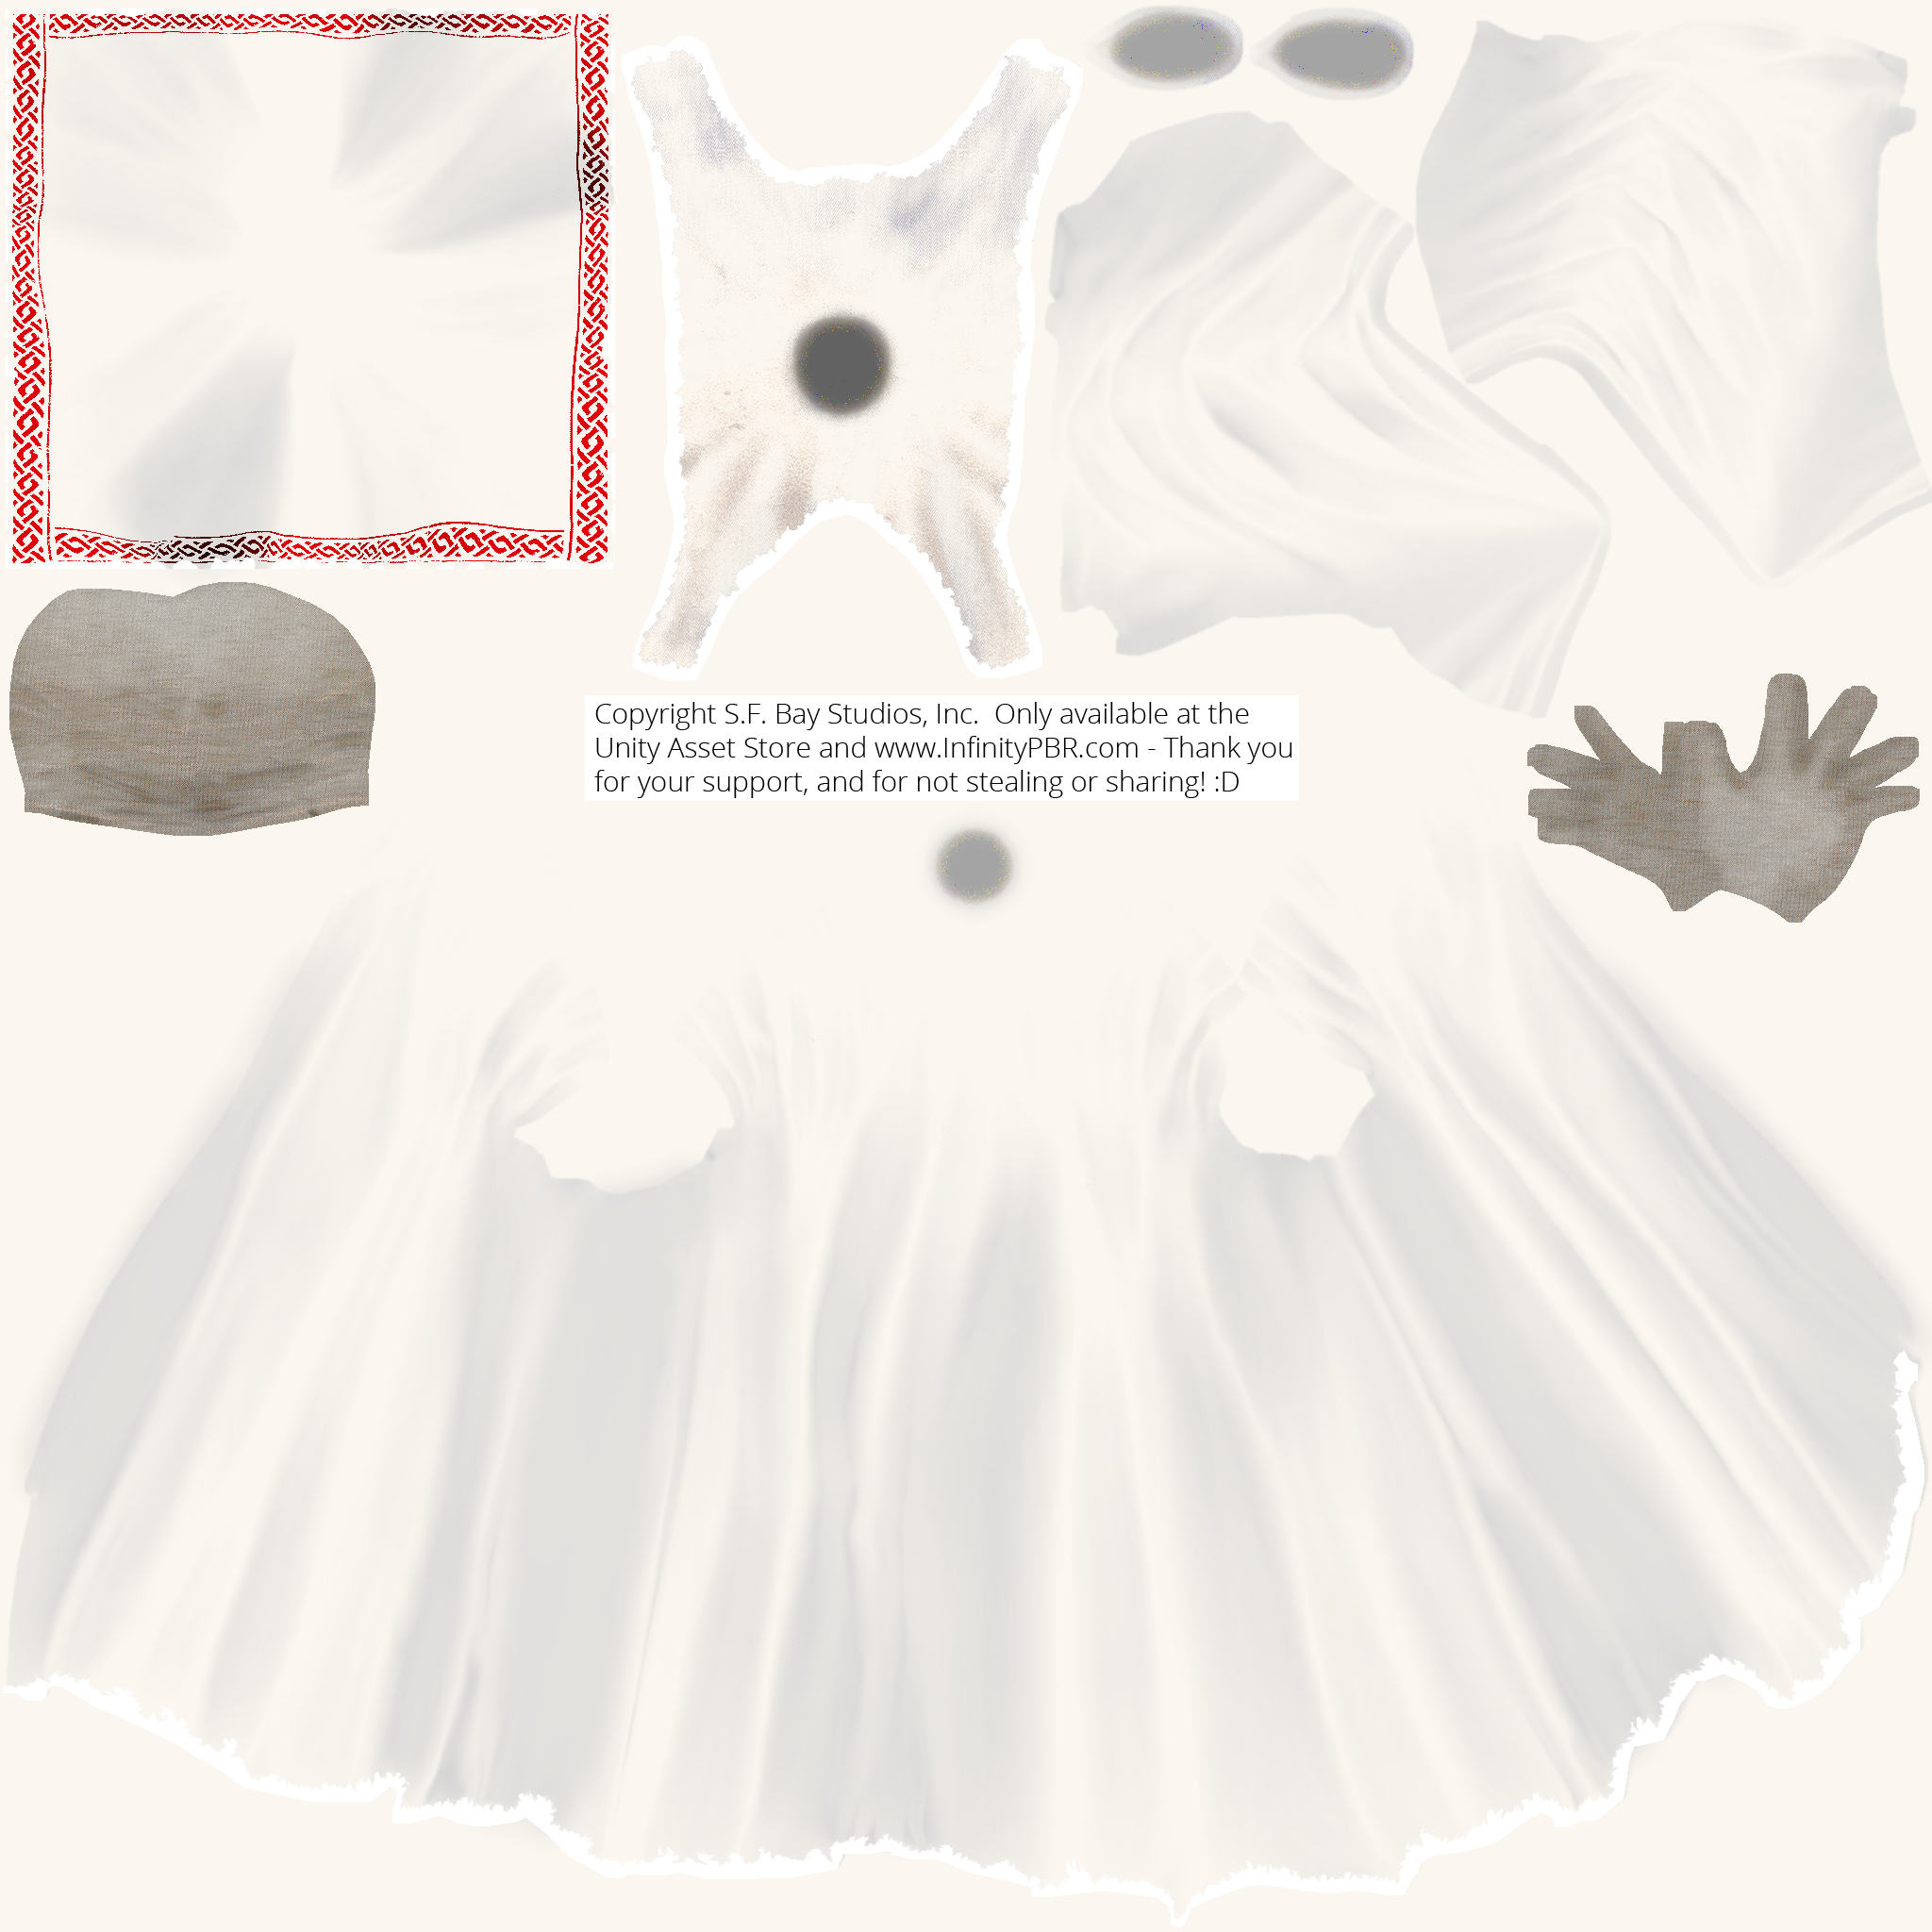 Copyright S.F. Bay Studios, Inc.  Only available at the
Unity Asset Store and www.InfinityPBR.com - Thank you
for your support, and for not stealing or sharing! :D